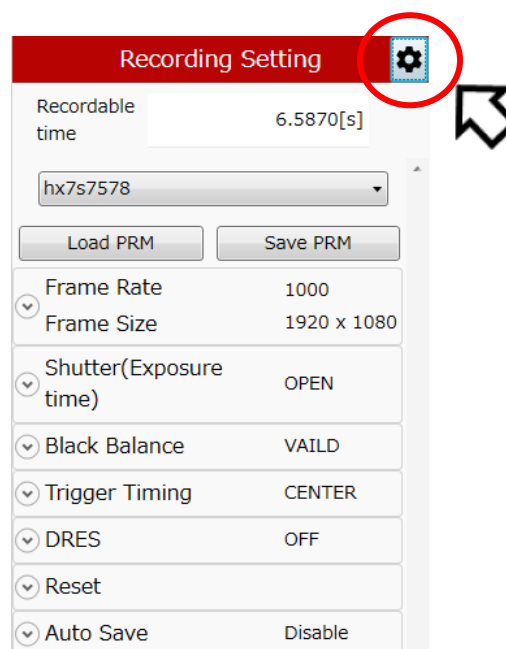 Recording Setting
Recordable
time
6.5870[s]
hx7s7578
Load PRM
Save PRM
Frame Rate 1000
Frame Size 1920 x 1080
Shutter(Exposure
time)
OPEN
Black Balance VAILD
Trigger Timing CENTER
DRES OFF
Reset
Auto Save Disable